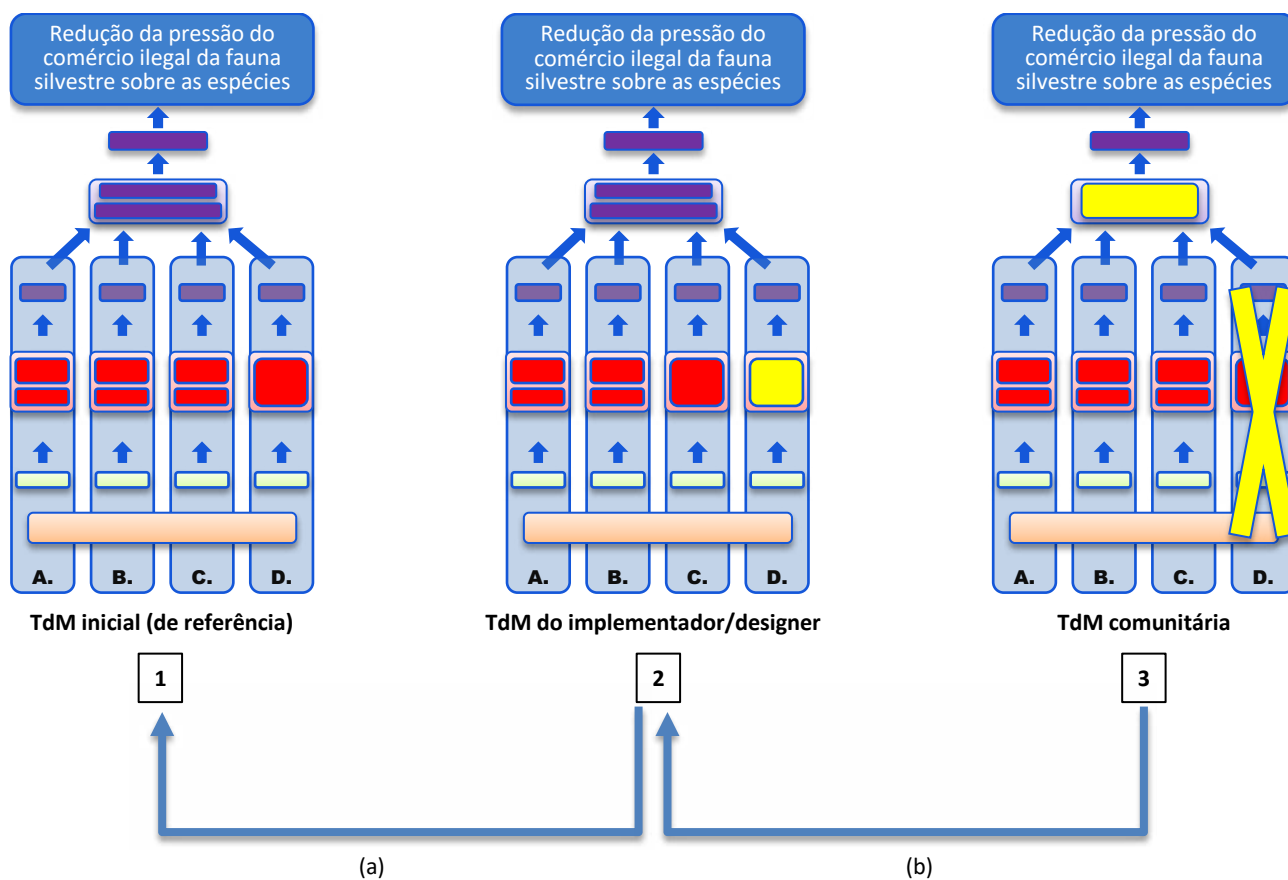 Redução da pressão do
comércio ilegal da fauna
silvestre sobre as espécies
Redução da pressão do
comércio ilegal da fauna
silvestre sobre as espécies
Redução da pressão do
comércio ilegal da fauna
silvestre sobre as espécies
A. B. C. D.
A. B. C. D.
A. B. C. D.
TdM inicial (de referência)
TdM do implementador/designer
TdM comunitária
1
2
3
(a)
(b)